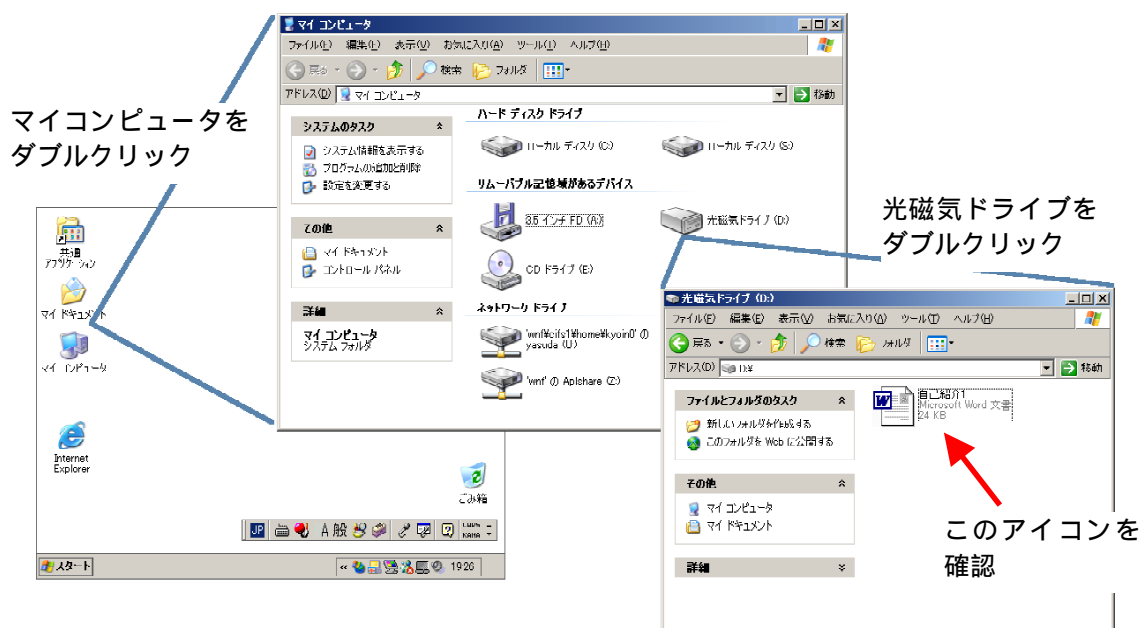 マイコンピュータを
ダブルクリック
マイ コンピュータ
ファイル(F) 編集(E) 表示(V) お気に入り(A) ツール(T) ヘルプ(H)
戻る 検索 フォルダ
アドレス(D) マイ コンピュータ 移動
システムのタスク
システム情報を表示する
プログラムの追加と削除
設定を変更する
その他
マイ ドキュメント
コントロール パネル
詳細
マイ コンピュータ
システム フォルダ
ハード ディスク ドライブ
ローカル ディスク (C:) ローカル ディスク (S:)
リムーバブル記憶域があるデバイス
3.5 インチ FD (A:) 光磁気ドライブ (D:)
CD ドライブ (E:)
ネットワーク ドライブ
'wnf¥cifs1¥home¥kyoin0' の
yasuda (U:)
'wnf' の Aplshare (Z:)
共通
アプリケーション
マイ ドキュメント
マイ コンピュータ
Internet
Explorer
ごみ箱
JP A 般 CAPS
KANA
スタート « 19:26
光磁気ドライブを
ダブルクリック
光磁気ドライブ (D:)
ファイル(F) 編集(E) 表示(V) お気に入り(A) ツール(T) ヘルプ(H)
戻る 検索 フォルダ
アドレス(D) D:¥ 移動
ファイルとフォルダのタスク
新しいフォルダを作成する
このフォルダを Web に公開する
その他
マイ コンピュータ
マイ ドキュメント
詳細
自己紹介1
Microsoft Word 文書
24 KB
このアイコンを
確認